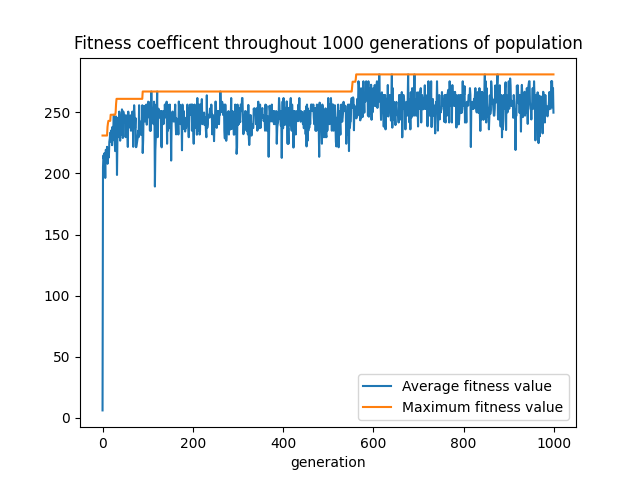 Fitness coefficent throughout 1000 generations of population
250
200
150
100
50
0
Average fitness value
Maximum fitness value
0 200 400 600 800 1000
generation